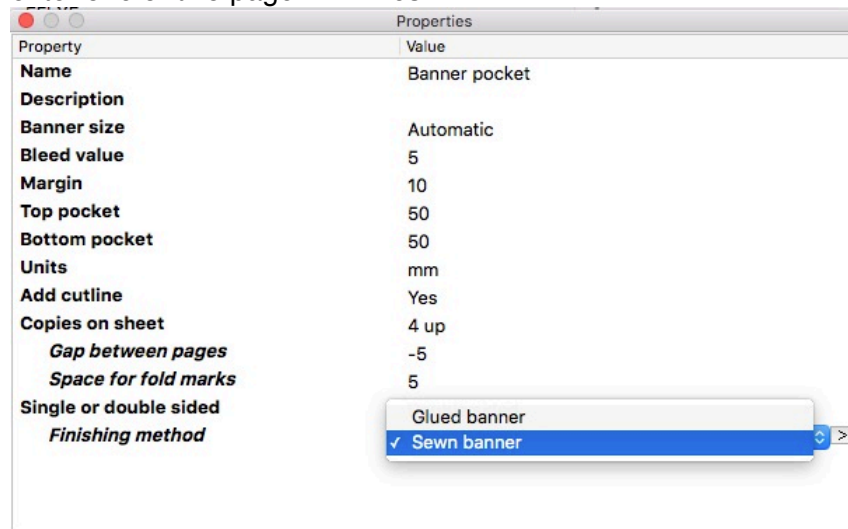 Properties
Property Value
Name Banner pocket
Description
Banner size Automatic
Bleed value 5
Margin 10
Top pocket 50
Bottom pocket 50
Units mm
Add cutline Yes
Copies on sheet 4 up
Gap between pages -5
Space for fold marks 5
Single or double sided
Glued banner
Finishing method ✓ Sewn banner >